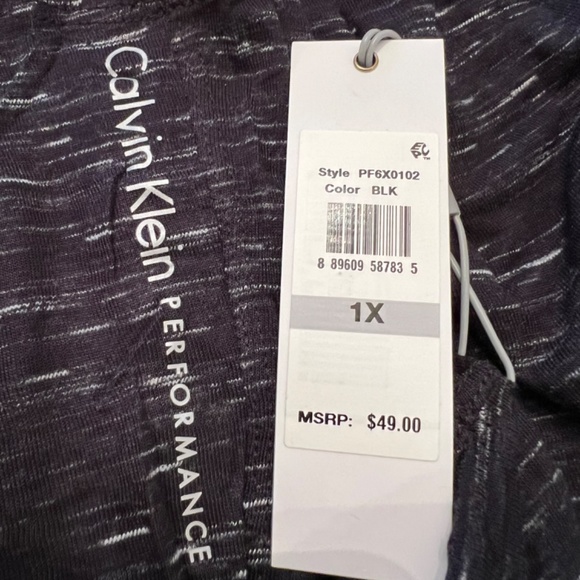 Calvin Klein PERFORMANCE
Style PF6X0102
Color BLK
8 89609 58783 5
1X
MSRP: $49.00